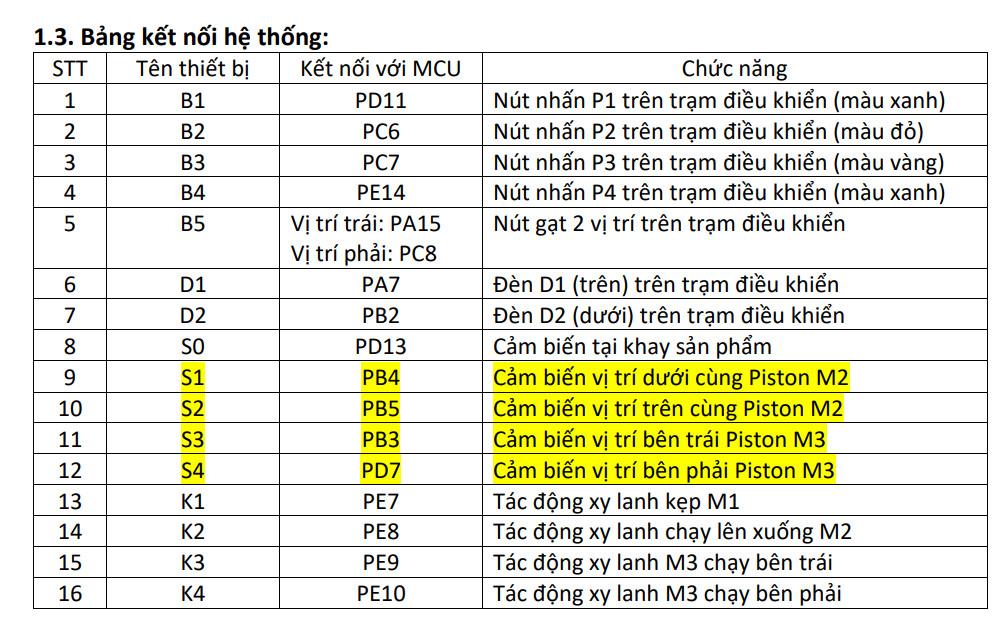 1.3. Bảng kết nối hệ thống:
STT Tên thiết bị Kết nối với MCU Chức năng
1 B1 PD11 Nút nhấn P1 trên trạm điều khiển (màu xanh)
2 B2 PC6 Nút nhấn P2 trên trạm điều khiển (màu đỏ)
3 B3 PC7 Nút nhấn P3 trên trạm điều khiển (màu vàng)
4 B4 PE14 Nút nhấn P4 trên trạm điều khiển (màu xanh)
5 B5 Vị trí trái: PA15 Nút gạt 2 vị trí trên trạm điều khiển
Vị trí phải: PC8
6 D1 PA7 Đèn D1 (trên) trên trạm điều khiển
7 D2 PB2 Đèn D2 (dưới) trên trạm điều khiển
8 S0 PD13 Cảm biến tại khay sản phẩm
9 S1 PB4 Cảm biến vị trí dưới cùng Piston M2
10 S2 PB5 Cảm biến vị trí trên cùng Piston M2
11 S3 PB3 Cảm biến vị trí bên trái Piston M3
12 S4 PD7 Cảm biến vị trí bên phải Piston M3
13 K1 PE7 Tác động xy lanh kẹp M1
14 K2 PE8 Tác động xy lanh chạy lên xuống M2
15 K3 PE9 Tác động xy lanh M3 chạy bên trái
16 K4 PE10 Tác động xy lanh M3 chạy bên phải